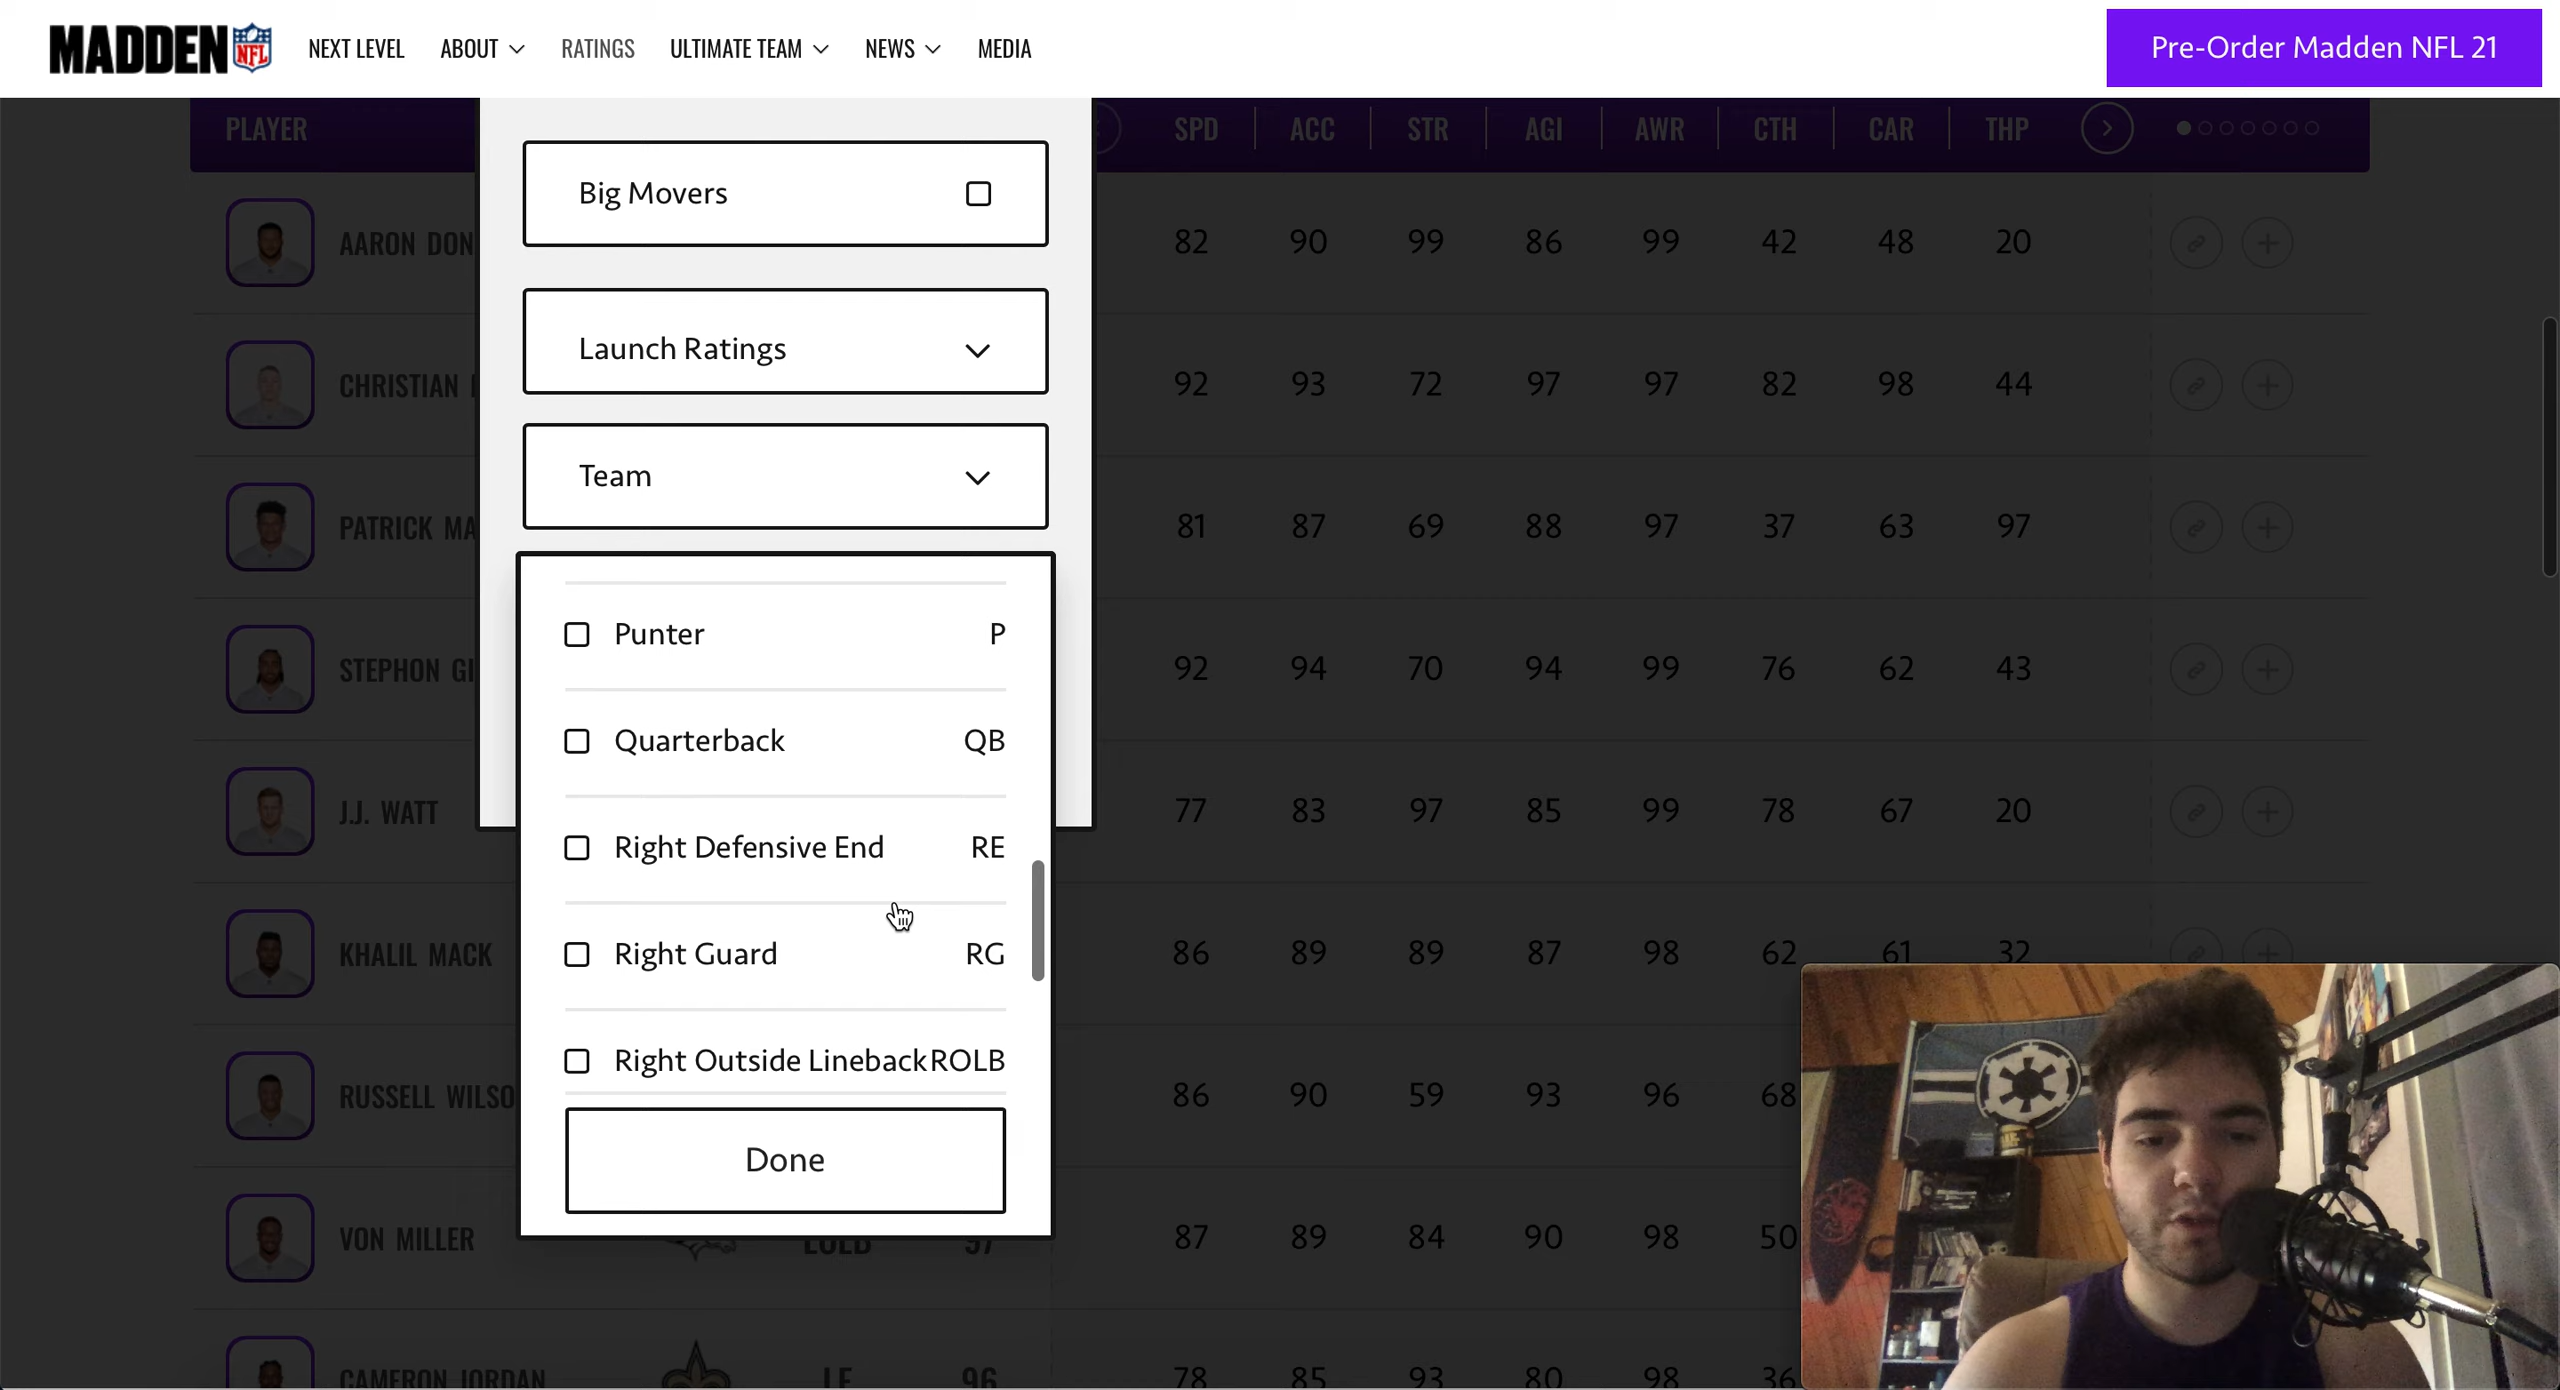 MADDEN NFL NEXT LEVEL ABOUT RATINGS ULTIMATE TEAM NEWS MEDIA Pre-Order Madden NFL 21
PLAYER SPD ACC STR AGI AWR CTH CAR THP
Big Movers
Launch Ratings
Team
Punter P
Quarterback QB
Right Defensive End RE
Right Guard RG
Right Outside Lineback ROLB
Done
AARON DON 82 90 99 86 99 42 48 20
CHRISTIAN 92 93 72 97 97 82 98 44
PATRICK MA 81 87 69 88 97 37 63 97
STEPHON GI 92 94 70 94 99 76 62 43
J.J. WATT 77 83 97 85 99 78 67 20
KHALIL MACK 86 89 89 87 98 62 61 32
RUSSELL WILSO 86 90 59 93 96 68
VON MILLER LOLB 97 87 89 84 90 98 50
CAMERON JORDAN LE 96 78 85 93 80 98 36